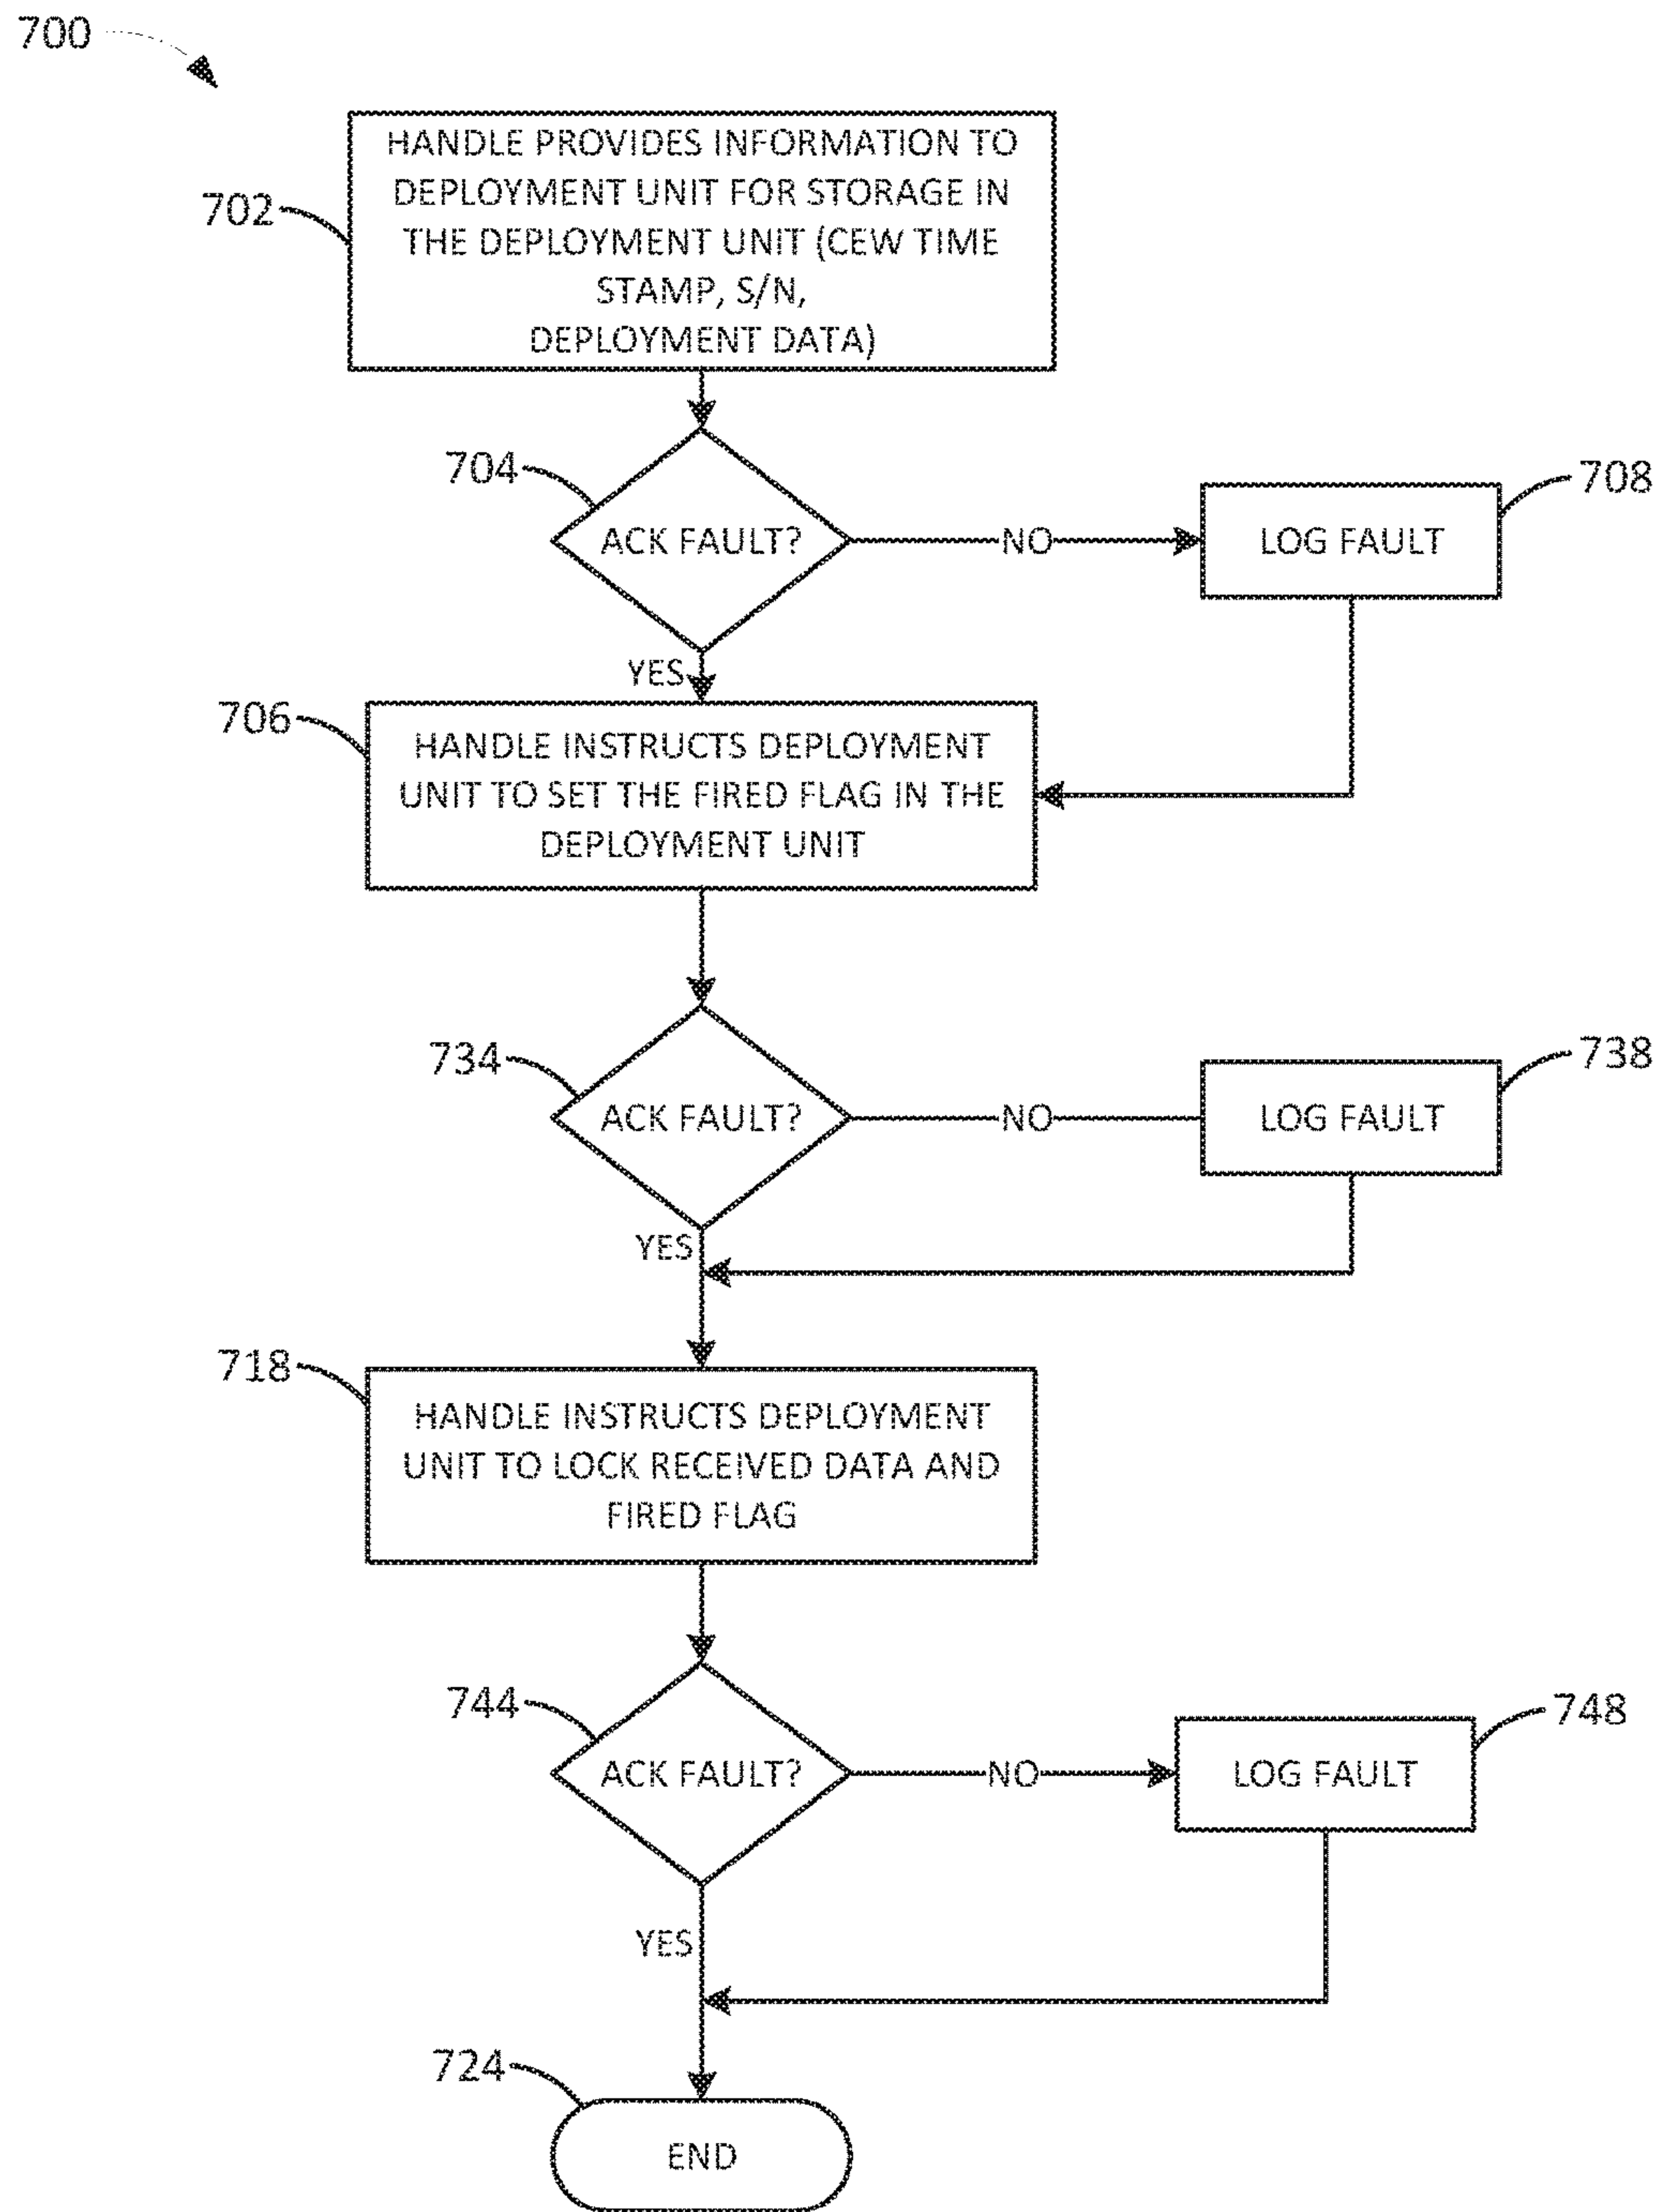 700
HANDLE PROVIDES INFORMATION TO
DEPLOYMENT UNIT FOR STORAGE IN
THE DEPLOYMENT UNIT (CEW TIME
STAMP, S/N,
DEPLOYMENT DATA)
702
704
ACK FAULT?
NO
LOG FAULT
708
YES
706
HANDLE INSTRUCTS DEPLOYMENT
UNIT TO SET THE FIRED FLAG IN THE
DEPLOYMENT UNIT
734
ACK FAULT?
NO
LOG FAULT
738
YES
718
HANDLE INSTRUCTS DEPLOYMENT
UNIT TO LOCK RECEIVED DATA AND
FIRED FLAG
744
ACK FAULT?
NO
LOG FAULT
748
YES
724
END